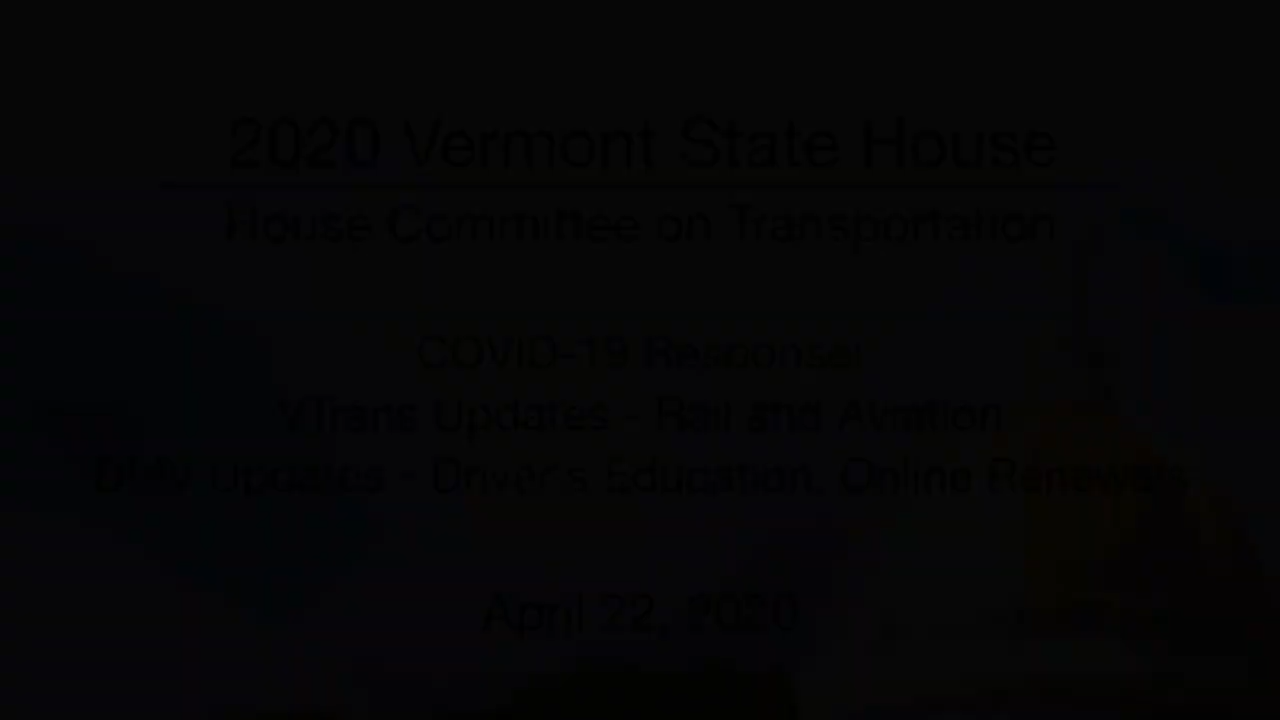 2020 Vermont State House
House Committee on Transportation
COVID-19 Response:
VTrans Updates - Rail and Aviation
DMV Updates - Driver's Education, Online Renewals
April 22, 2020